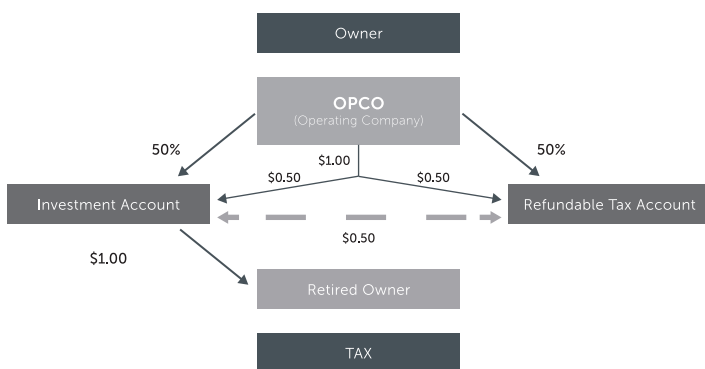 Owner
OPCO
(Operating Company)
50%
50%
$1.00
$0.50
$0.50
Investment Account
Refundable Tax Account
$0.50
$1.00
Retired Owner
TAX